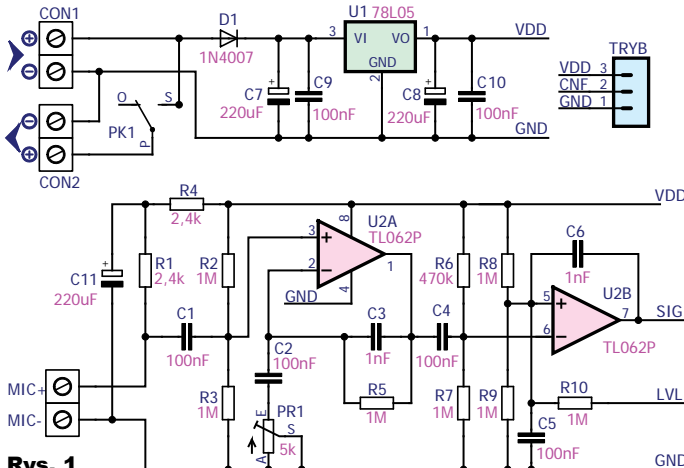 CON1
D1
1N4007
U1 78L05
3 VI VO 1
GND
2
VDD
C7
220uF
C9
100nF
C8
220uF
C10
100nF
GND
TRYB
VDD 3
CNF 2
GND 1
O S
PK1
P
CON2
R4
2,4k
VDD
C11
220uF
R1
2,4k
R2
1M
C1
100nF
U2A
TL062P
3
2
8
4
1
GND
C2
100nF
C3
1nF
R5
1M
C4
100nF
R6
470k
R8
1M
C6
1nF
U2B
5
6
7
SIG
TL062P
MIC+
MIC-
R3
1M
PR1
E
S
A
5k
R7
1M
R9
1M
R10
1M
LVL
C5
100nF
GND
Rys. 1